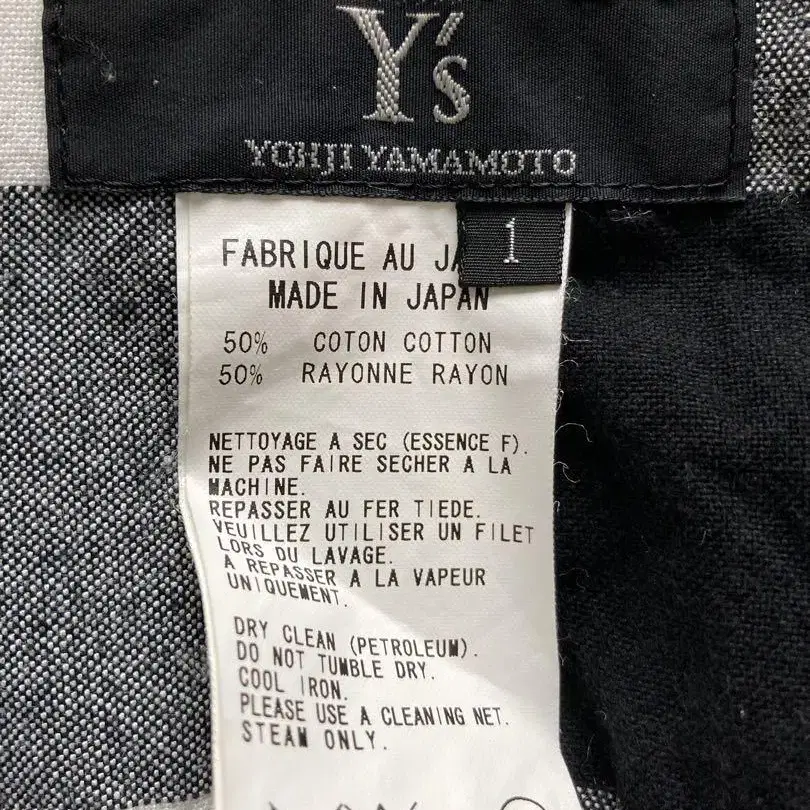 Y's
YOHJI YAMAMOTO
1
FABRIQUE AU
MADE IN JAPAN
50% COTON COTTON
50% RAYONNE RAYON
NETTOYAGE A SEC (ESSENCE F).
NE PAS FAIRE SECHER A LA
MACHINE.
REPASSER AU FER TIEDE.
VEUILLEZ UTILISER UN FILET
LORS DU LAVAGE.
A REPASSER A LA VAPEUR
UNIQUEMENT.
DRY CLEAN (PETROLEUM).
DO NOT TUMBLE DRY.
COOL IRON.
PLEASE USE A CLEANING NET.
STEAM ONLY.